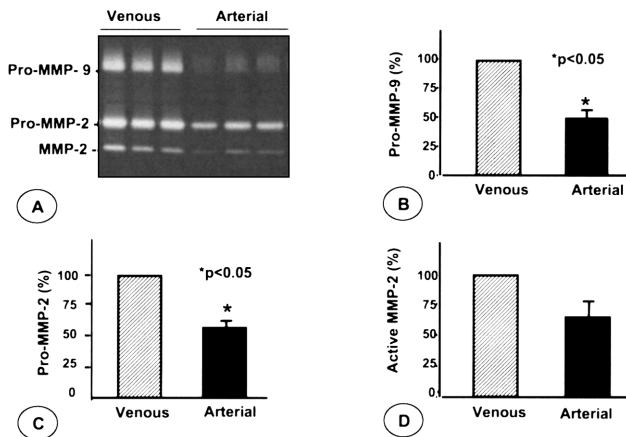 Venous Arterial
Pro-MMP- 9
Pro-MMP-2
MMP-2
A
Pro-MMP-9 (%)
100
75
50
25
0
*p<0.05
*
Venous Arterial
B
Pro-MMP-2 (%)
100
75
50
25
0
*p<0.05
*
Venous Arterial
C
Active MMP-2 (%)
100
75
50
25
0
Venous Arterial
D